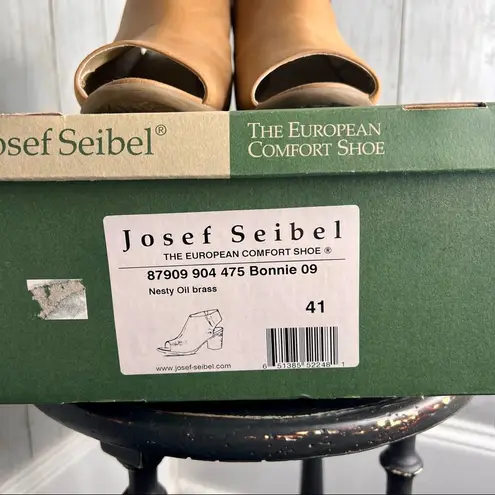 osef Seibel®
THE EUROPEAN
COMFORT SHOE
Josef Seibel
THE EUROPEAN COMFORT SHOE ®
87909 904 475 Bonnie 09
Nesty Oil brass
41
www.josef-seibel.com
6 51385 52248 1